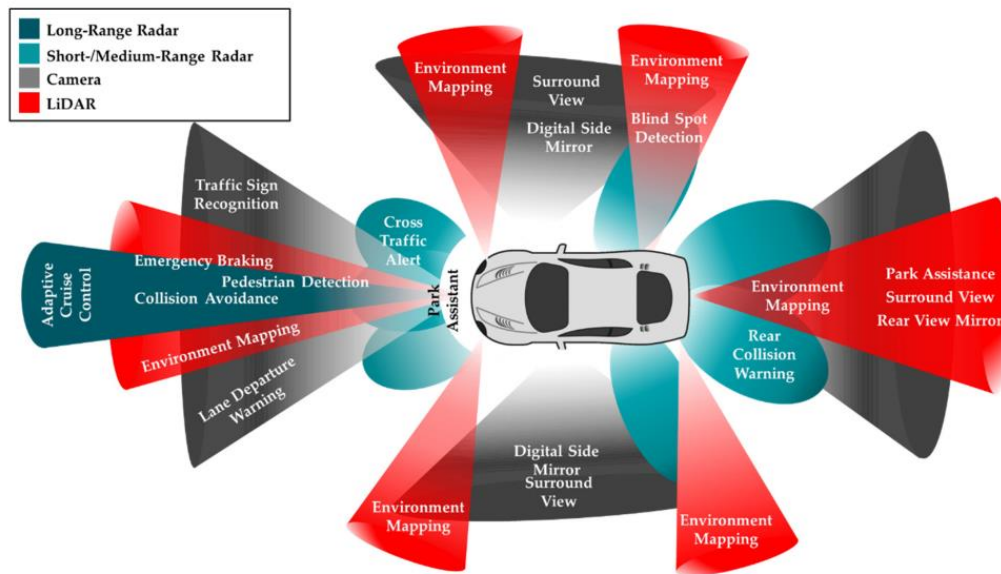 Long-Range Radar
Short-/Medium-Range Radar
Camera
LiDAR
Environment
Mapping
Surround
View
Digital Side
Mirror
Environment
Mapping
Blind Spot
Detection
Traffic Sign
Recognition
Cross
Traffic
Alert
Emergency Braking
Pedestrian Detection
Collision Avoidance
Adaptive
Cruise
Control
Park
Assistant
Environment Mapping
Lane Departure
Warning
Environment
Mapping
Park Assistance
Surround View
Rear View Mirror
Rear
Collision
Warning
Digital Side
Mirror
Surround
View
Environment
Mapping
Environment
Mapping